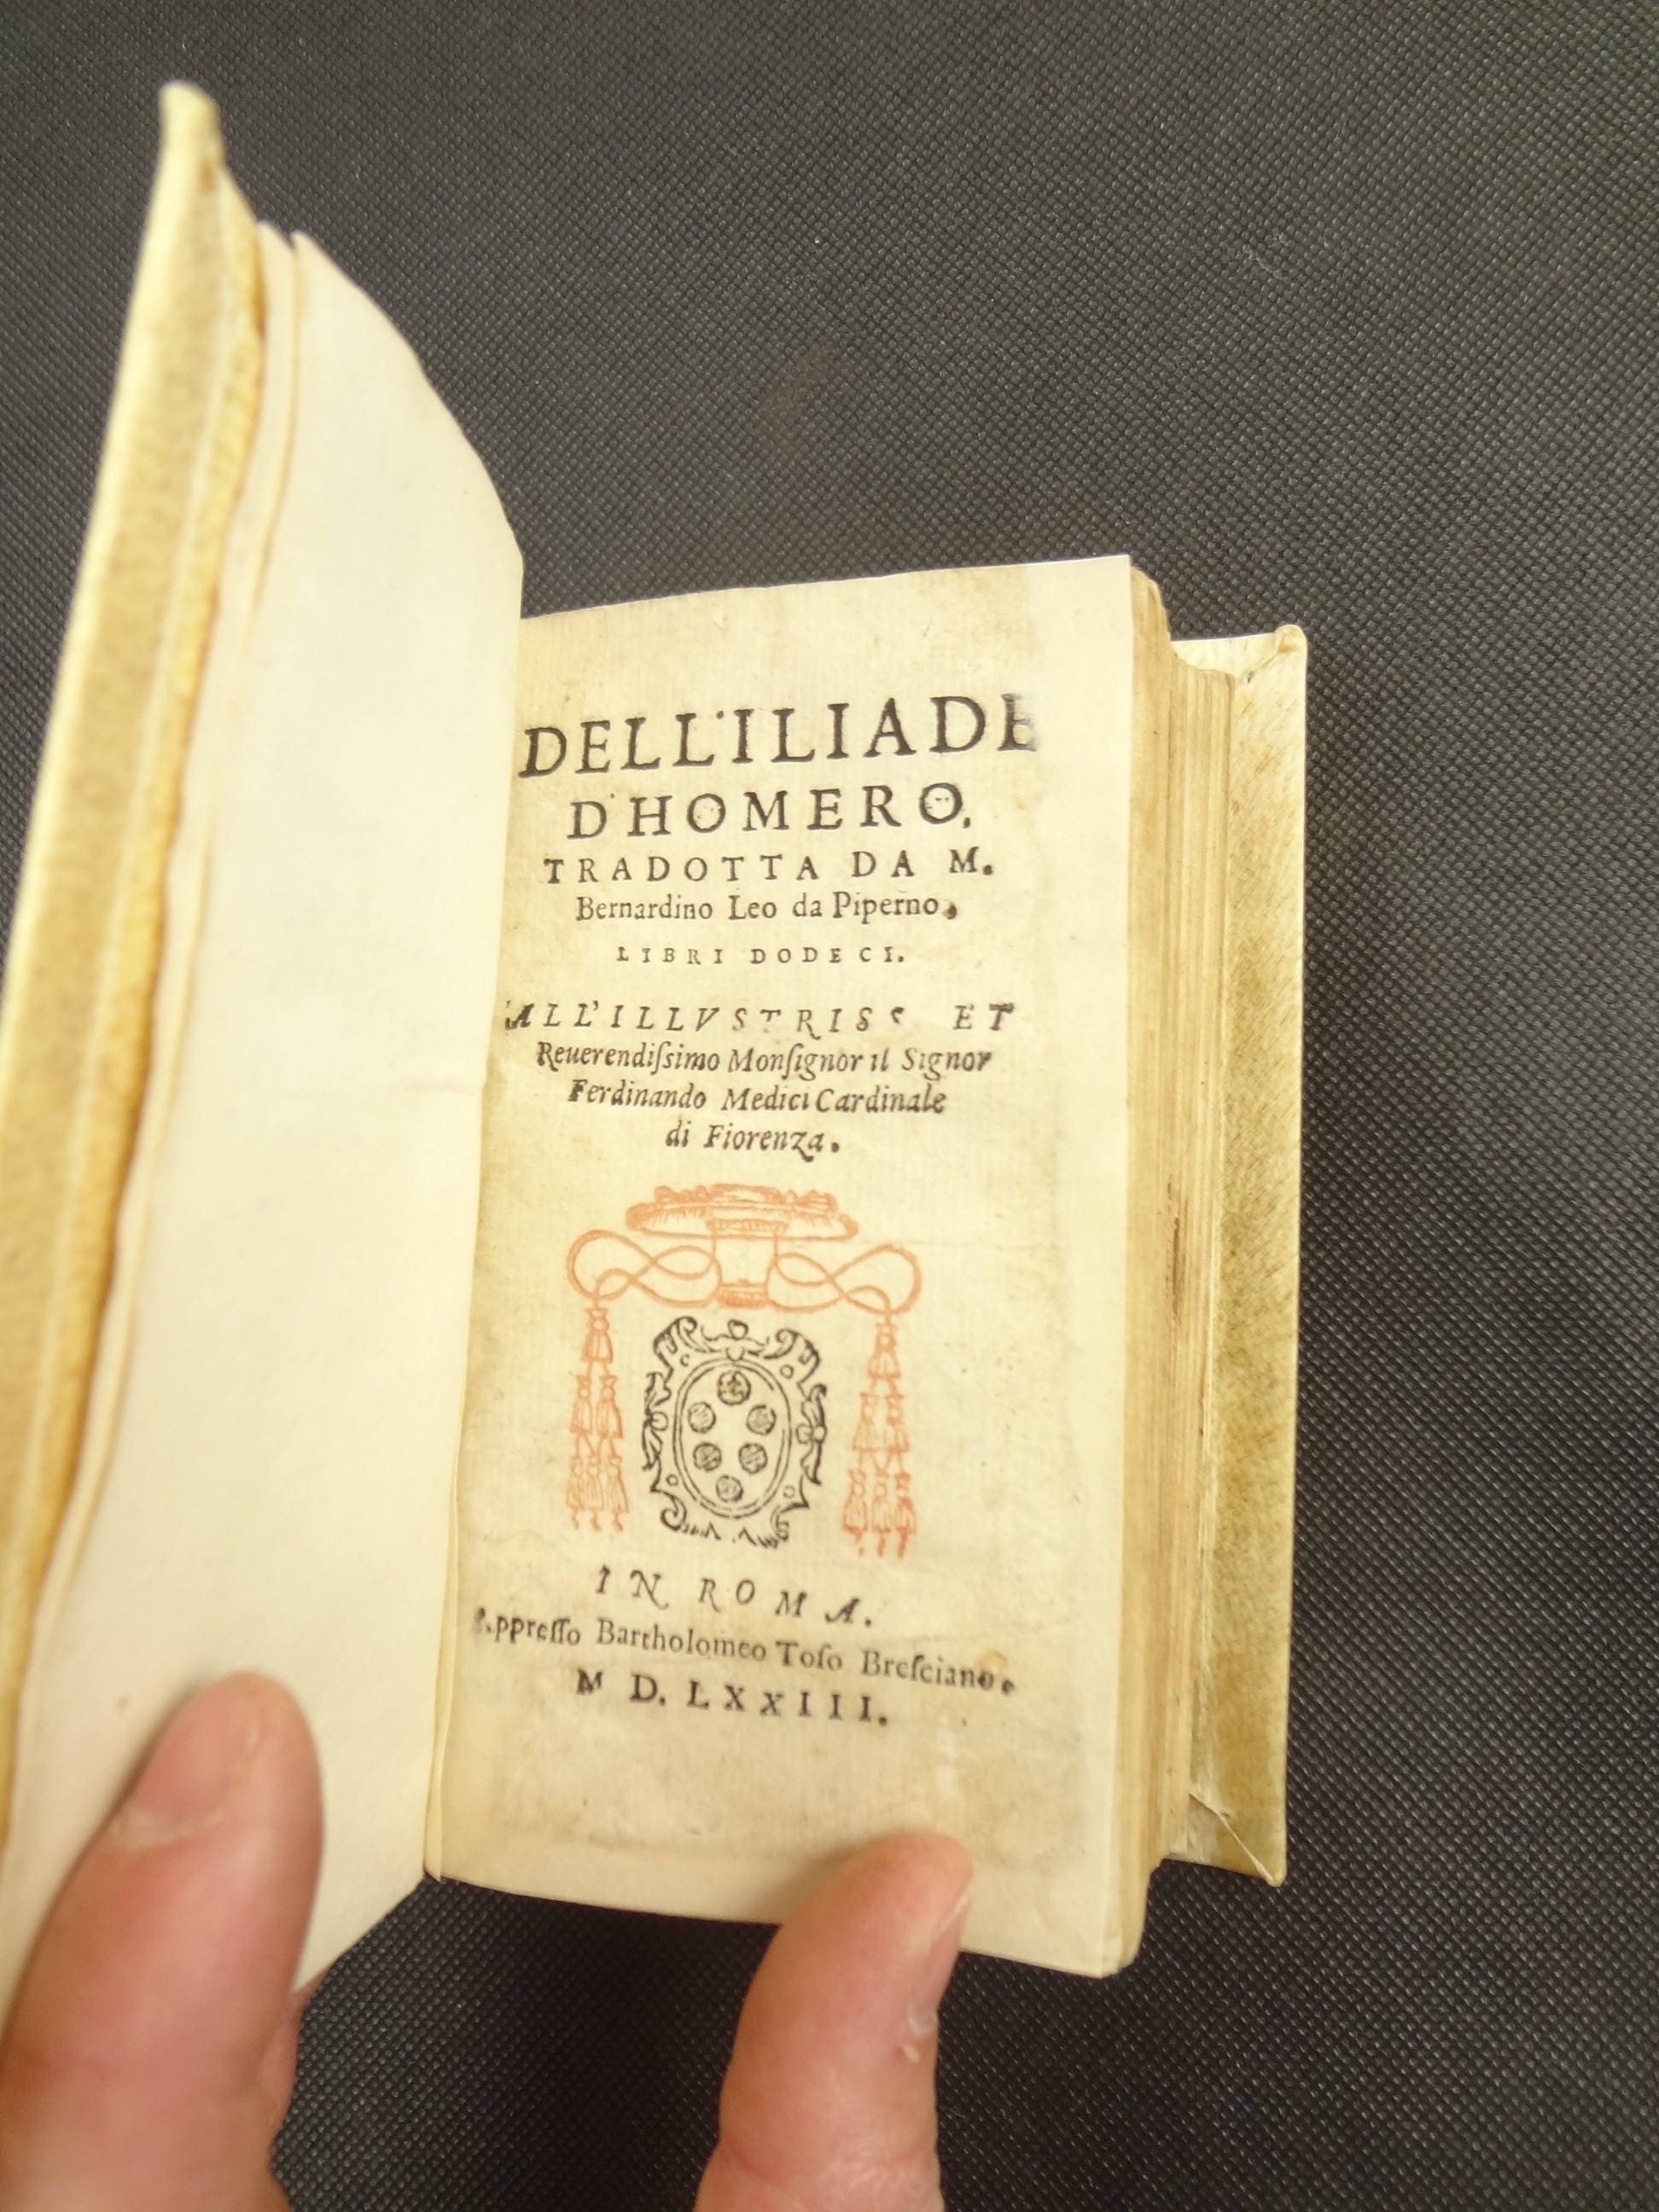 DELL'ILIADE
D'HOMERO,
TRADOTTA DA M.
Bernardino Leo da Piperno,
LIBRI DODECI.
ALL'ILLVSTRISS ET
Reuerendiſsimo Monſignor il Signor
Ferdinando Medici Cardinale
di Fiorenza.
IN ROMA.
Appreſſo Bartholomeo Toſo Breſciano.
M D. LXXIII.